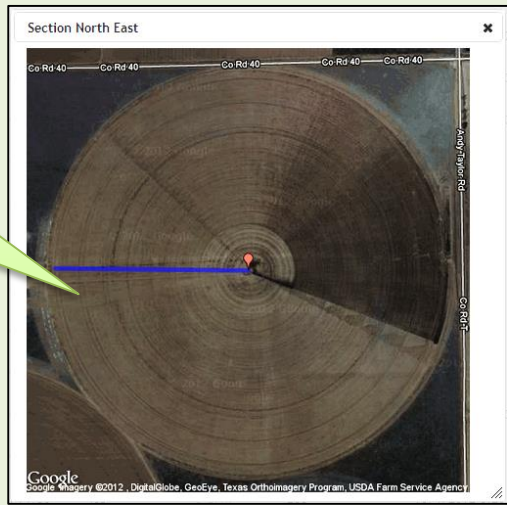 Section North East
Co Rd 40 Co Rd 40 Co Rd 40 Co Rd 40 Co Rd 40
Andy Taylor Rd
Co Rd T
Google
Google Imagery ©2012 , DigitalGlobe, GeoEye, Texas Orthoimagery Program, USDA Farm Service Agency